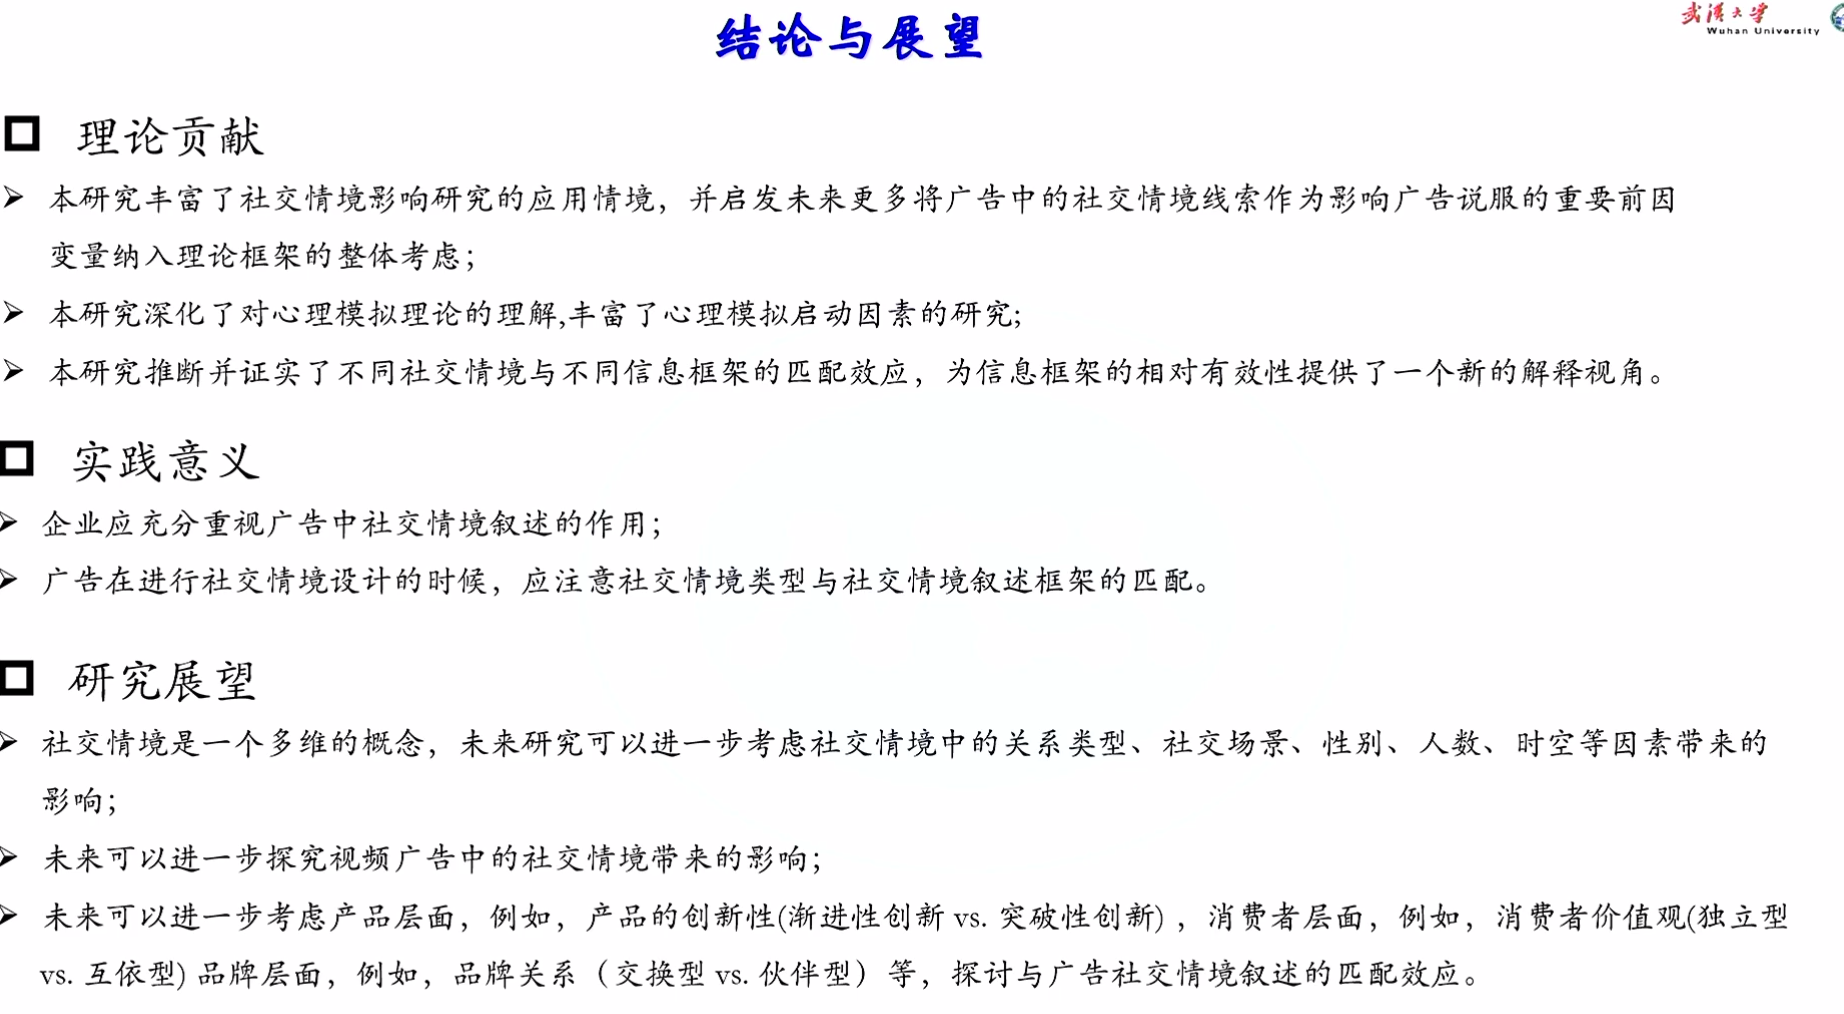 结论与展望
武汉大学
Wuhan University
理论贡献
本研究丰富了社交情境影响研究的应用情境，并启发未来更多将广告中的社交情境线索作为影响广告说服的重要前因
变量纳入理论框架的整体考虑；
本研究深化了对心理模拟理论的理解,丰富了心理模拟启动因素的研究;
本研究推断并证实了不同社交情境与不同信息框架的匹配效应，为信息框架的相对有效性提供了一个新的解释视角。
实践意义
企业应充分重视广告中社交情境叙述的作用；
广告在进行社交情境设计的时候，应注意社交情境类型与社交情境叙述框架的匹配。
研究展望
社交情境是一个多维的概念，未来研究可以进一步考虑社交情境中的关系类型、社交场景、性别、人数、时空等因素带来的
影响；
未来可以进一步探究视频广告中的社交情境带来的影响；
未来可以进一步考虑产品层面，例如，产品的创新性(渐进性创新 vs. 突破性创新) ，消费者层面，例如，消费者价值观(独立型
vs. 互依型) 品牌层面，例如，品牌关系（交换型 vs. 伙伴型）等，探讨与广告社交情境叙述的匹配效应。